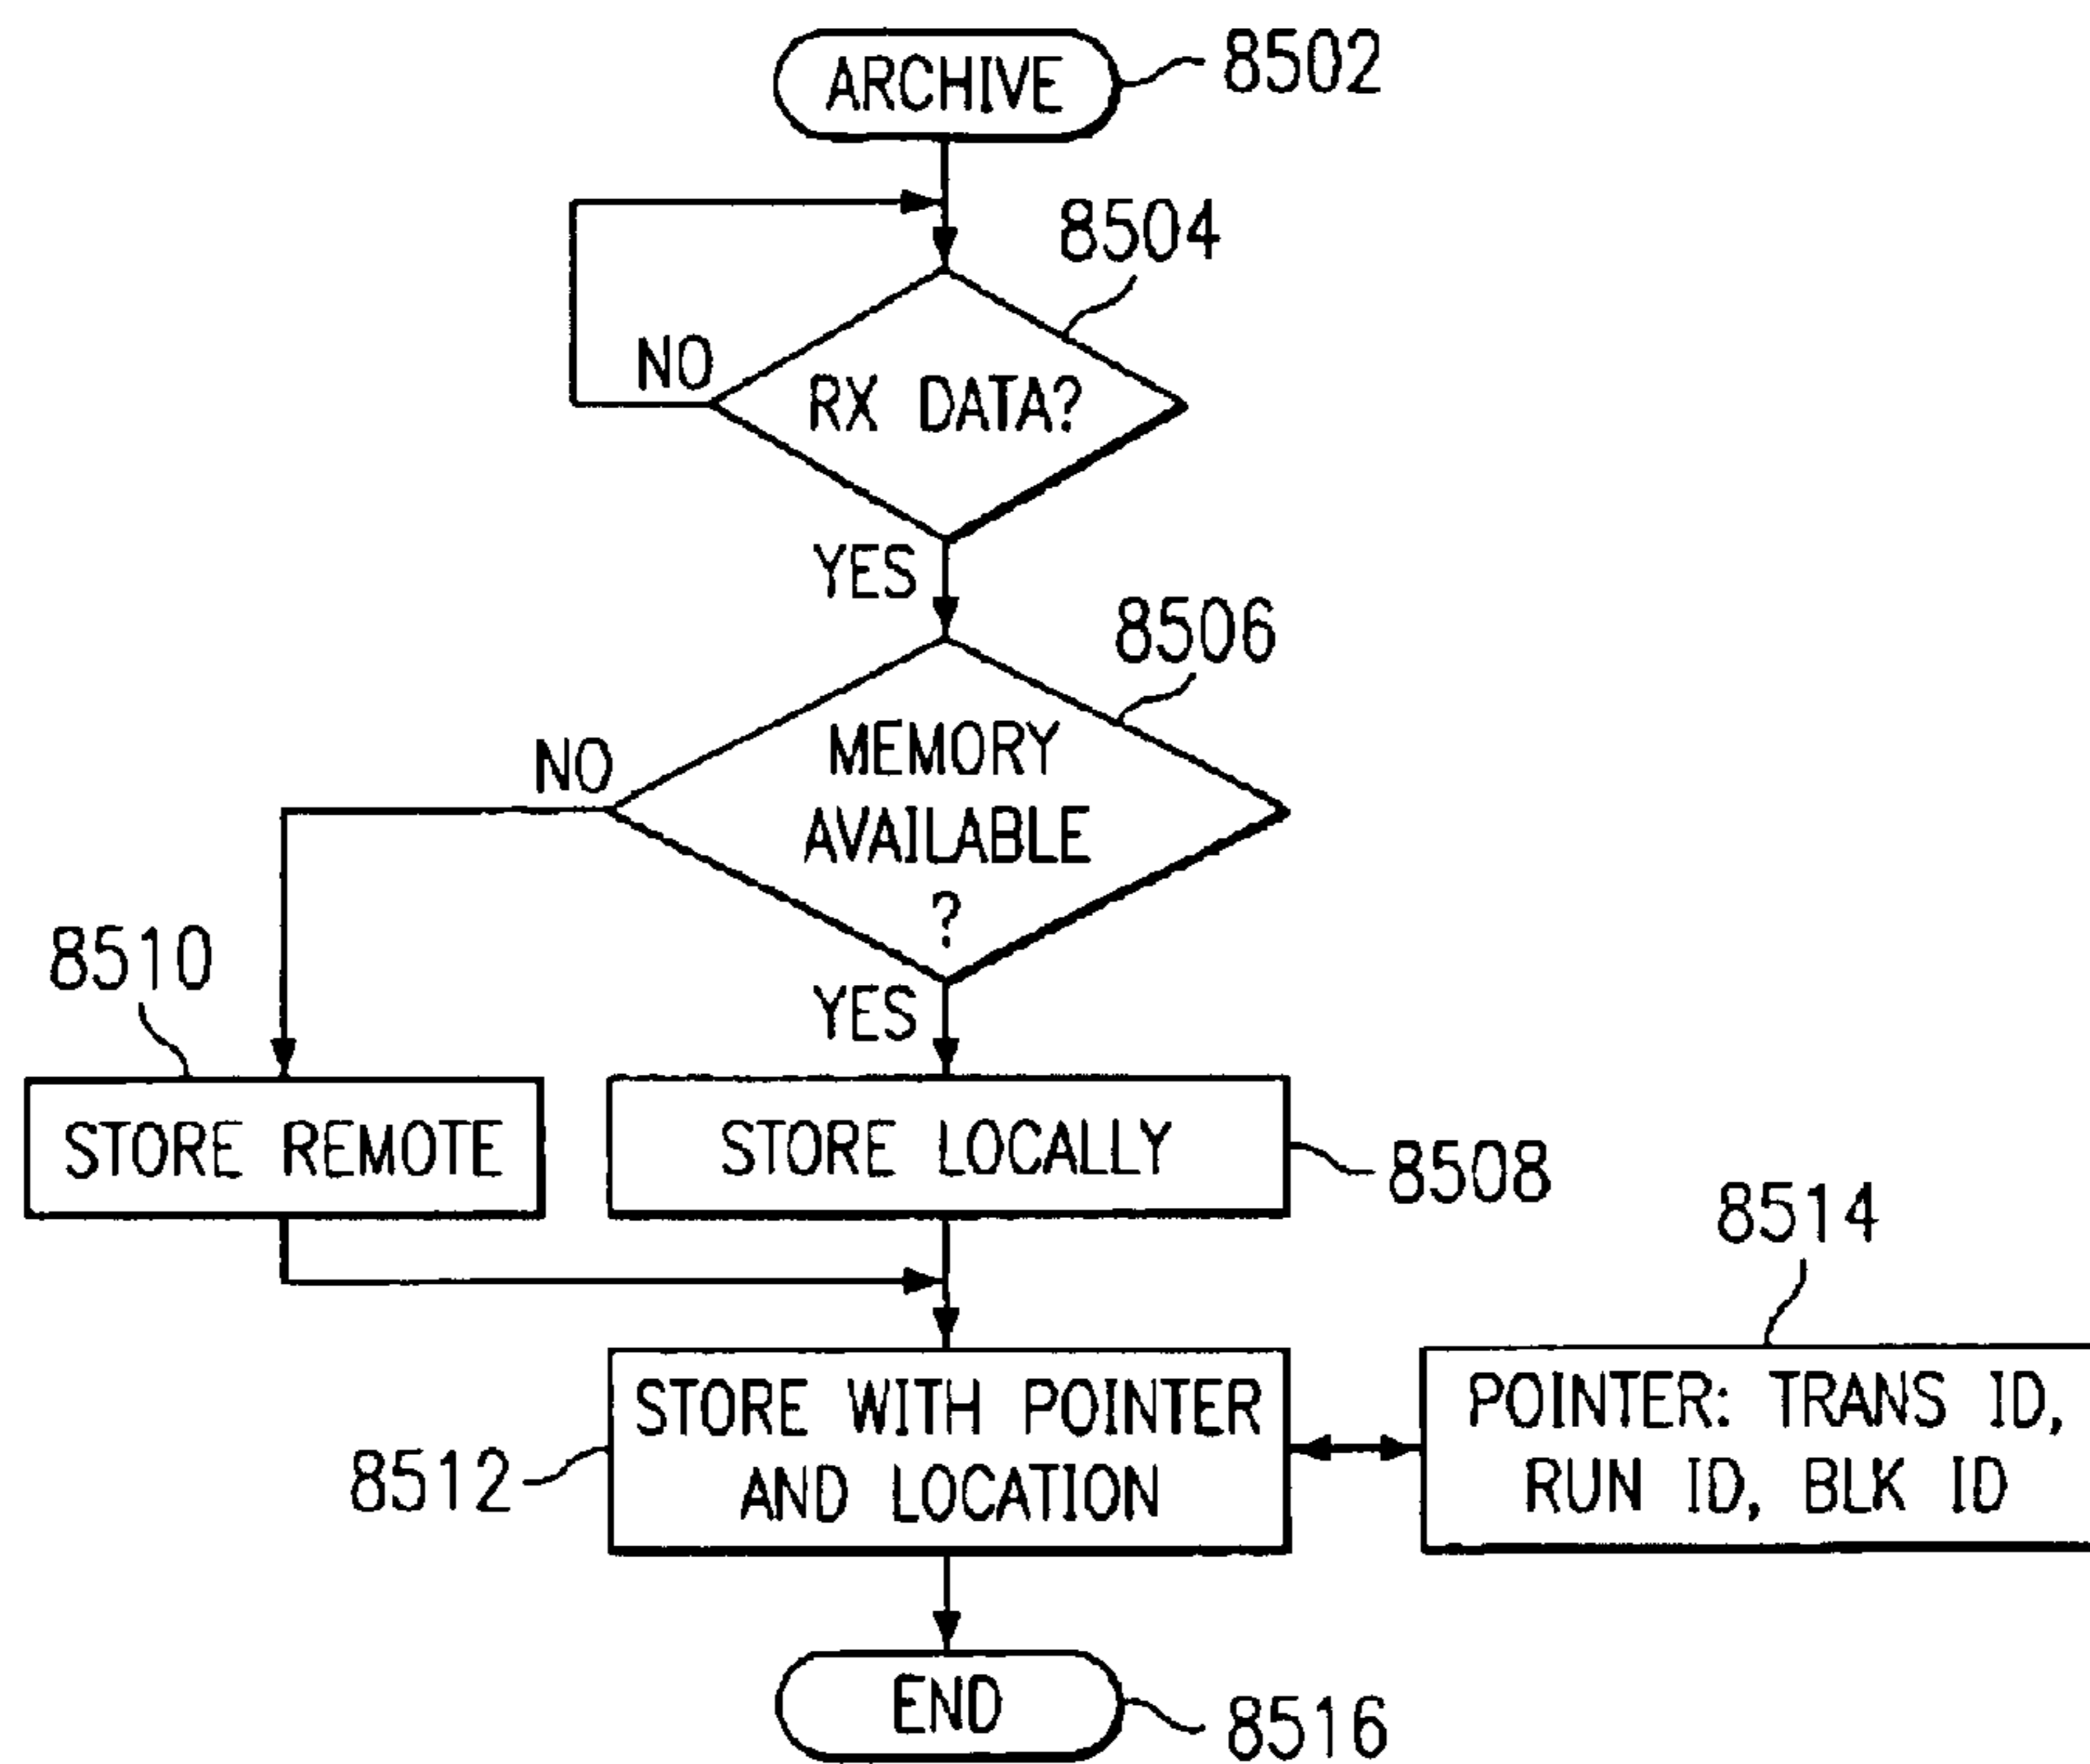 ARCHIVE
8502
8504
NO
RX DATA?
YES
8506
NO
MEMORY
AVAILABLE
?
8510
YES
STORE REMOTE
STORE LOCALLY
8508
8514
STORE WITH POINTER
AND LOCATION
8512
POINTER: TRANS ID,
RUN ID, BLK ID
END
8516